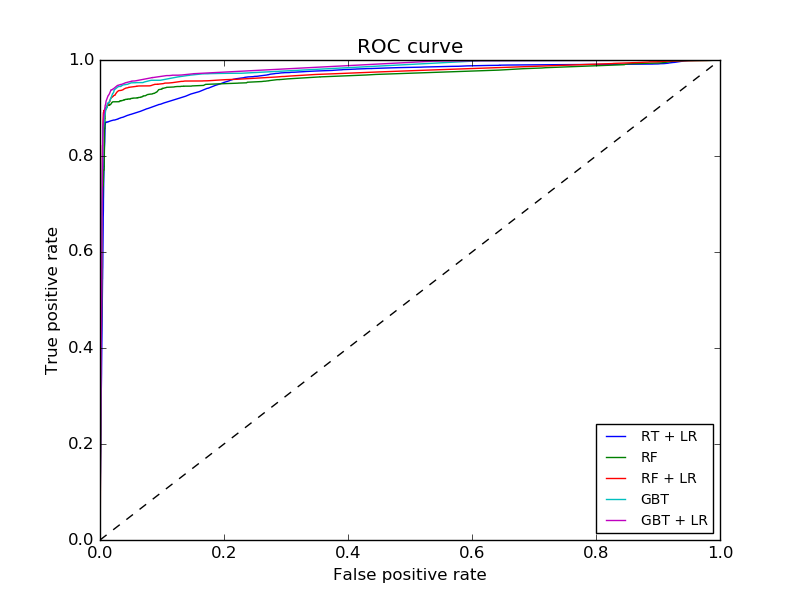 ROC curve
1.0
0.8
0.6
0.4
0.2
0.0
True positive rate
RT + LR
RF
RF + LR
GBT
GBT + LR
0.0 0.2 0.4 0.6 0.8 1.0
False positive rate